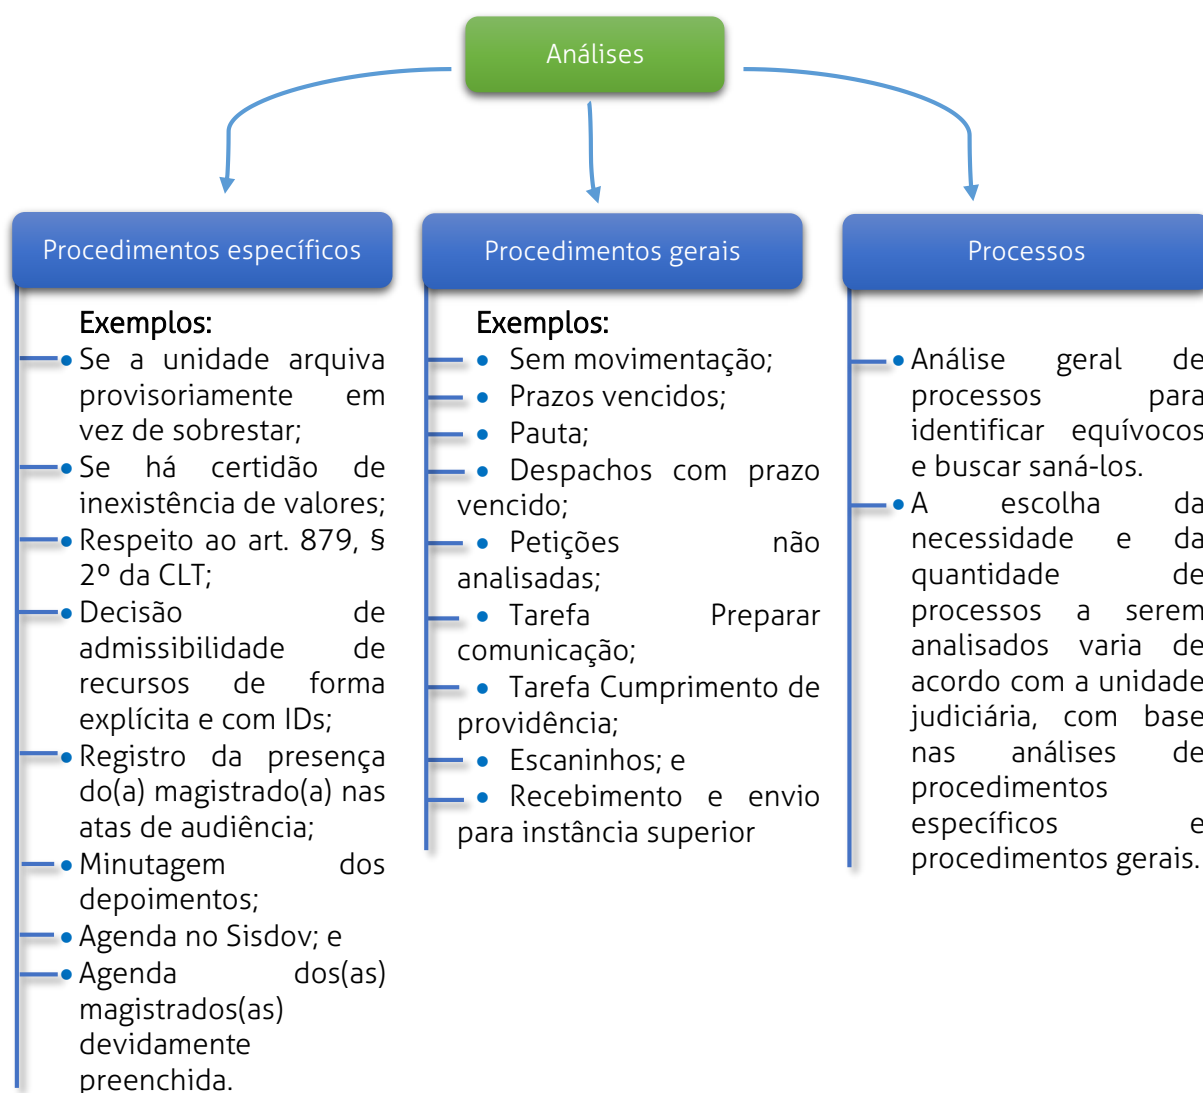 Análises
Procedimentos específicos
Exemplos:
• Se a unidade arquiva
provisoriamente em
vez de sobrestar;
• Se há certidão de
inexistência de valores;
• Respeito ao art. 879, §
2º da CLT;
• Decisão de
admissibilidade de
recursos de forma
explícita e com IDs;
• Registro da presença
do(a) magistrado(a) nas
atas de audiência;
• Minutagem dos
depoimentos;
• Agenda no Sisdov; e
• Agenda dos(as)
magistrados(as)
devidamente
preenchida.
Procedimentos gerais
Exemplos:
• Sem movimentação;
• Prazos vencidos;
• Pauta;
• Despachos com prazo
vencido;
• Petições não
analisadas;
• Tarefa Preparar
comunicação;
• Tarefa Cumprimento de
providência;
• Escaninhos; e
• Recebimento e envio
para instância superior
Processos
• Análise geral de
processos para
identificar equívocos
e buscar saná-los.
• A escolha da
necessidade e da
quantidade de
processos a serem
analisados varia de
acordo com a unidade
judiciária, com base
nas análises de
procedimentos
específicos e
procedimentos gerais.